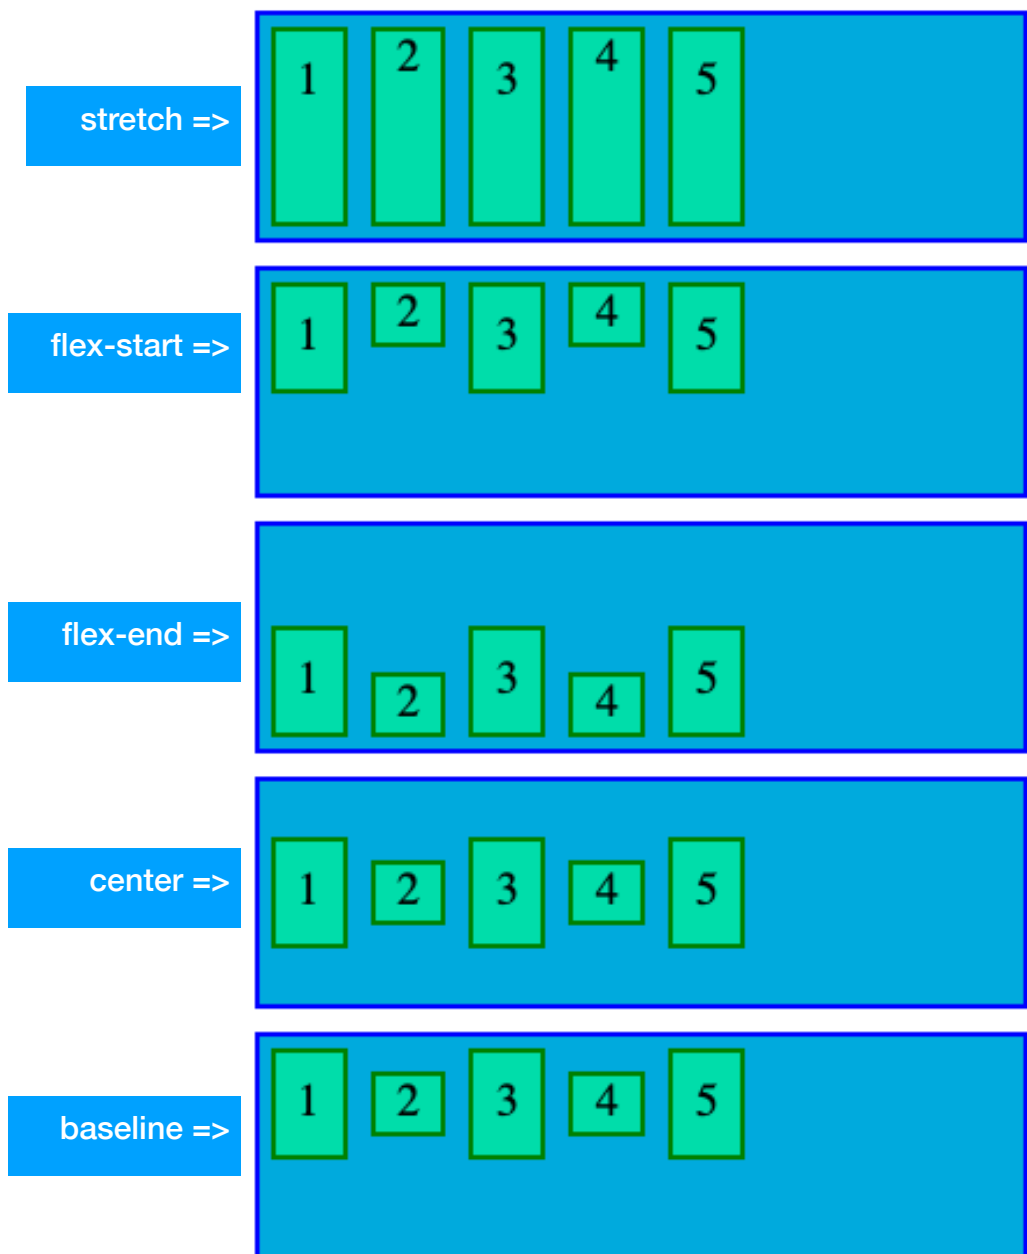 1 2 3 4 5
stretch =>
1 2 3 4 5
flex-start =>
1 2 3 4 5
flex-end =>
1 2 3 4 5
center =>
1 2 3 4 5
baseline =>